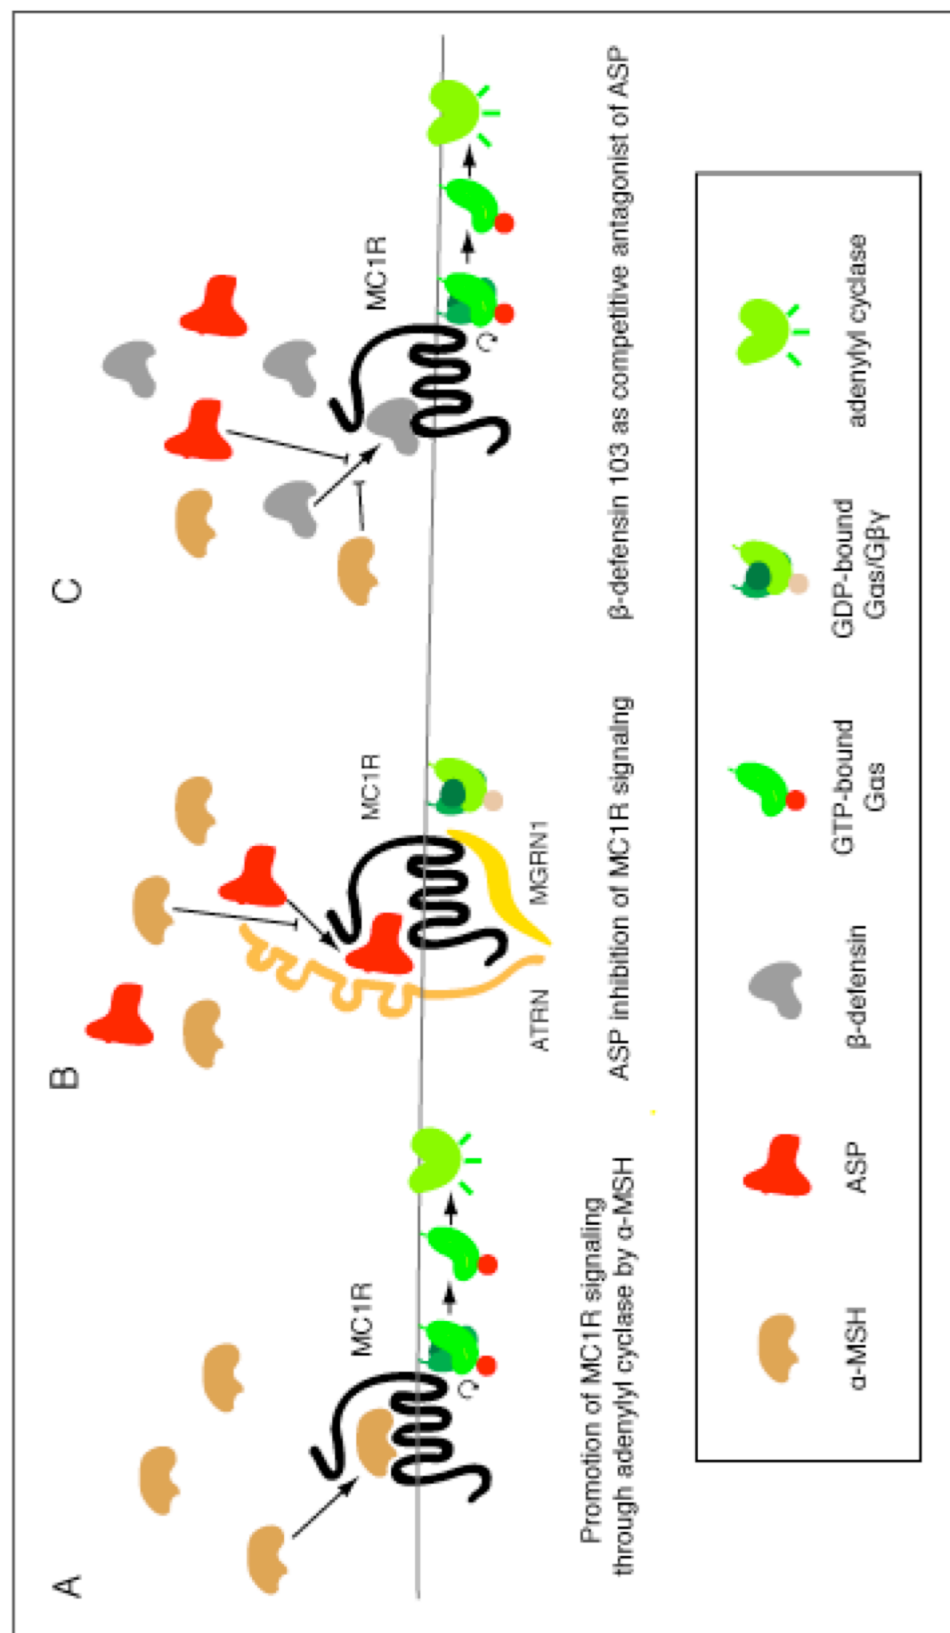 A
B
C
MC1R
MC1R
MC1R
ATRN
MGRN1
Promotion of MC1R signaling
through adenylyl cyclase by α-MSH
ASP inhibition of MC1R signalng
β-defensin 103 as competitive antagonist of ASP
α-MSH
ASP
β-defensin
GTP-bound
Gαs
GDP-bound
Gαs/Gβγ
adenylyl cyclase